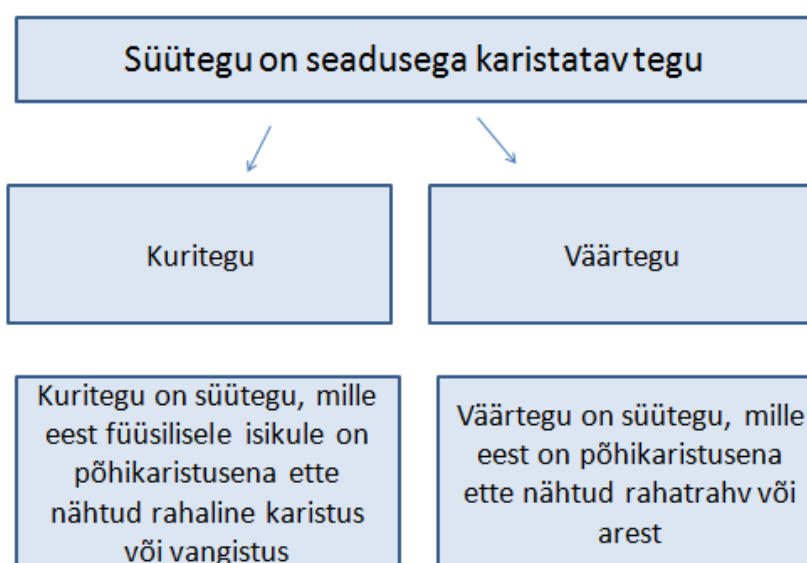 Süütegu on seadusega karistatav tegu
Kuritegu
Väärtegu
Kuritegu on süütegu, mille
eest füüsilisele isikule on
põhikaristusena ette
nähtud rahaline karistus
või vangistus
Väärtegu on süütegu, mille
eest on põhikaristusena
ette nähtud rahatrahv või
arest